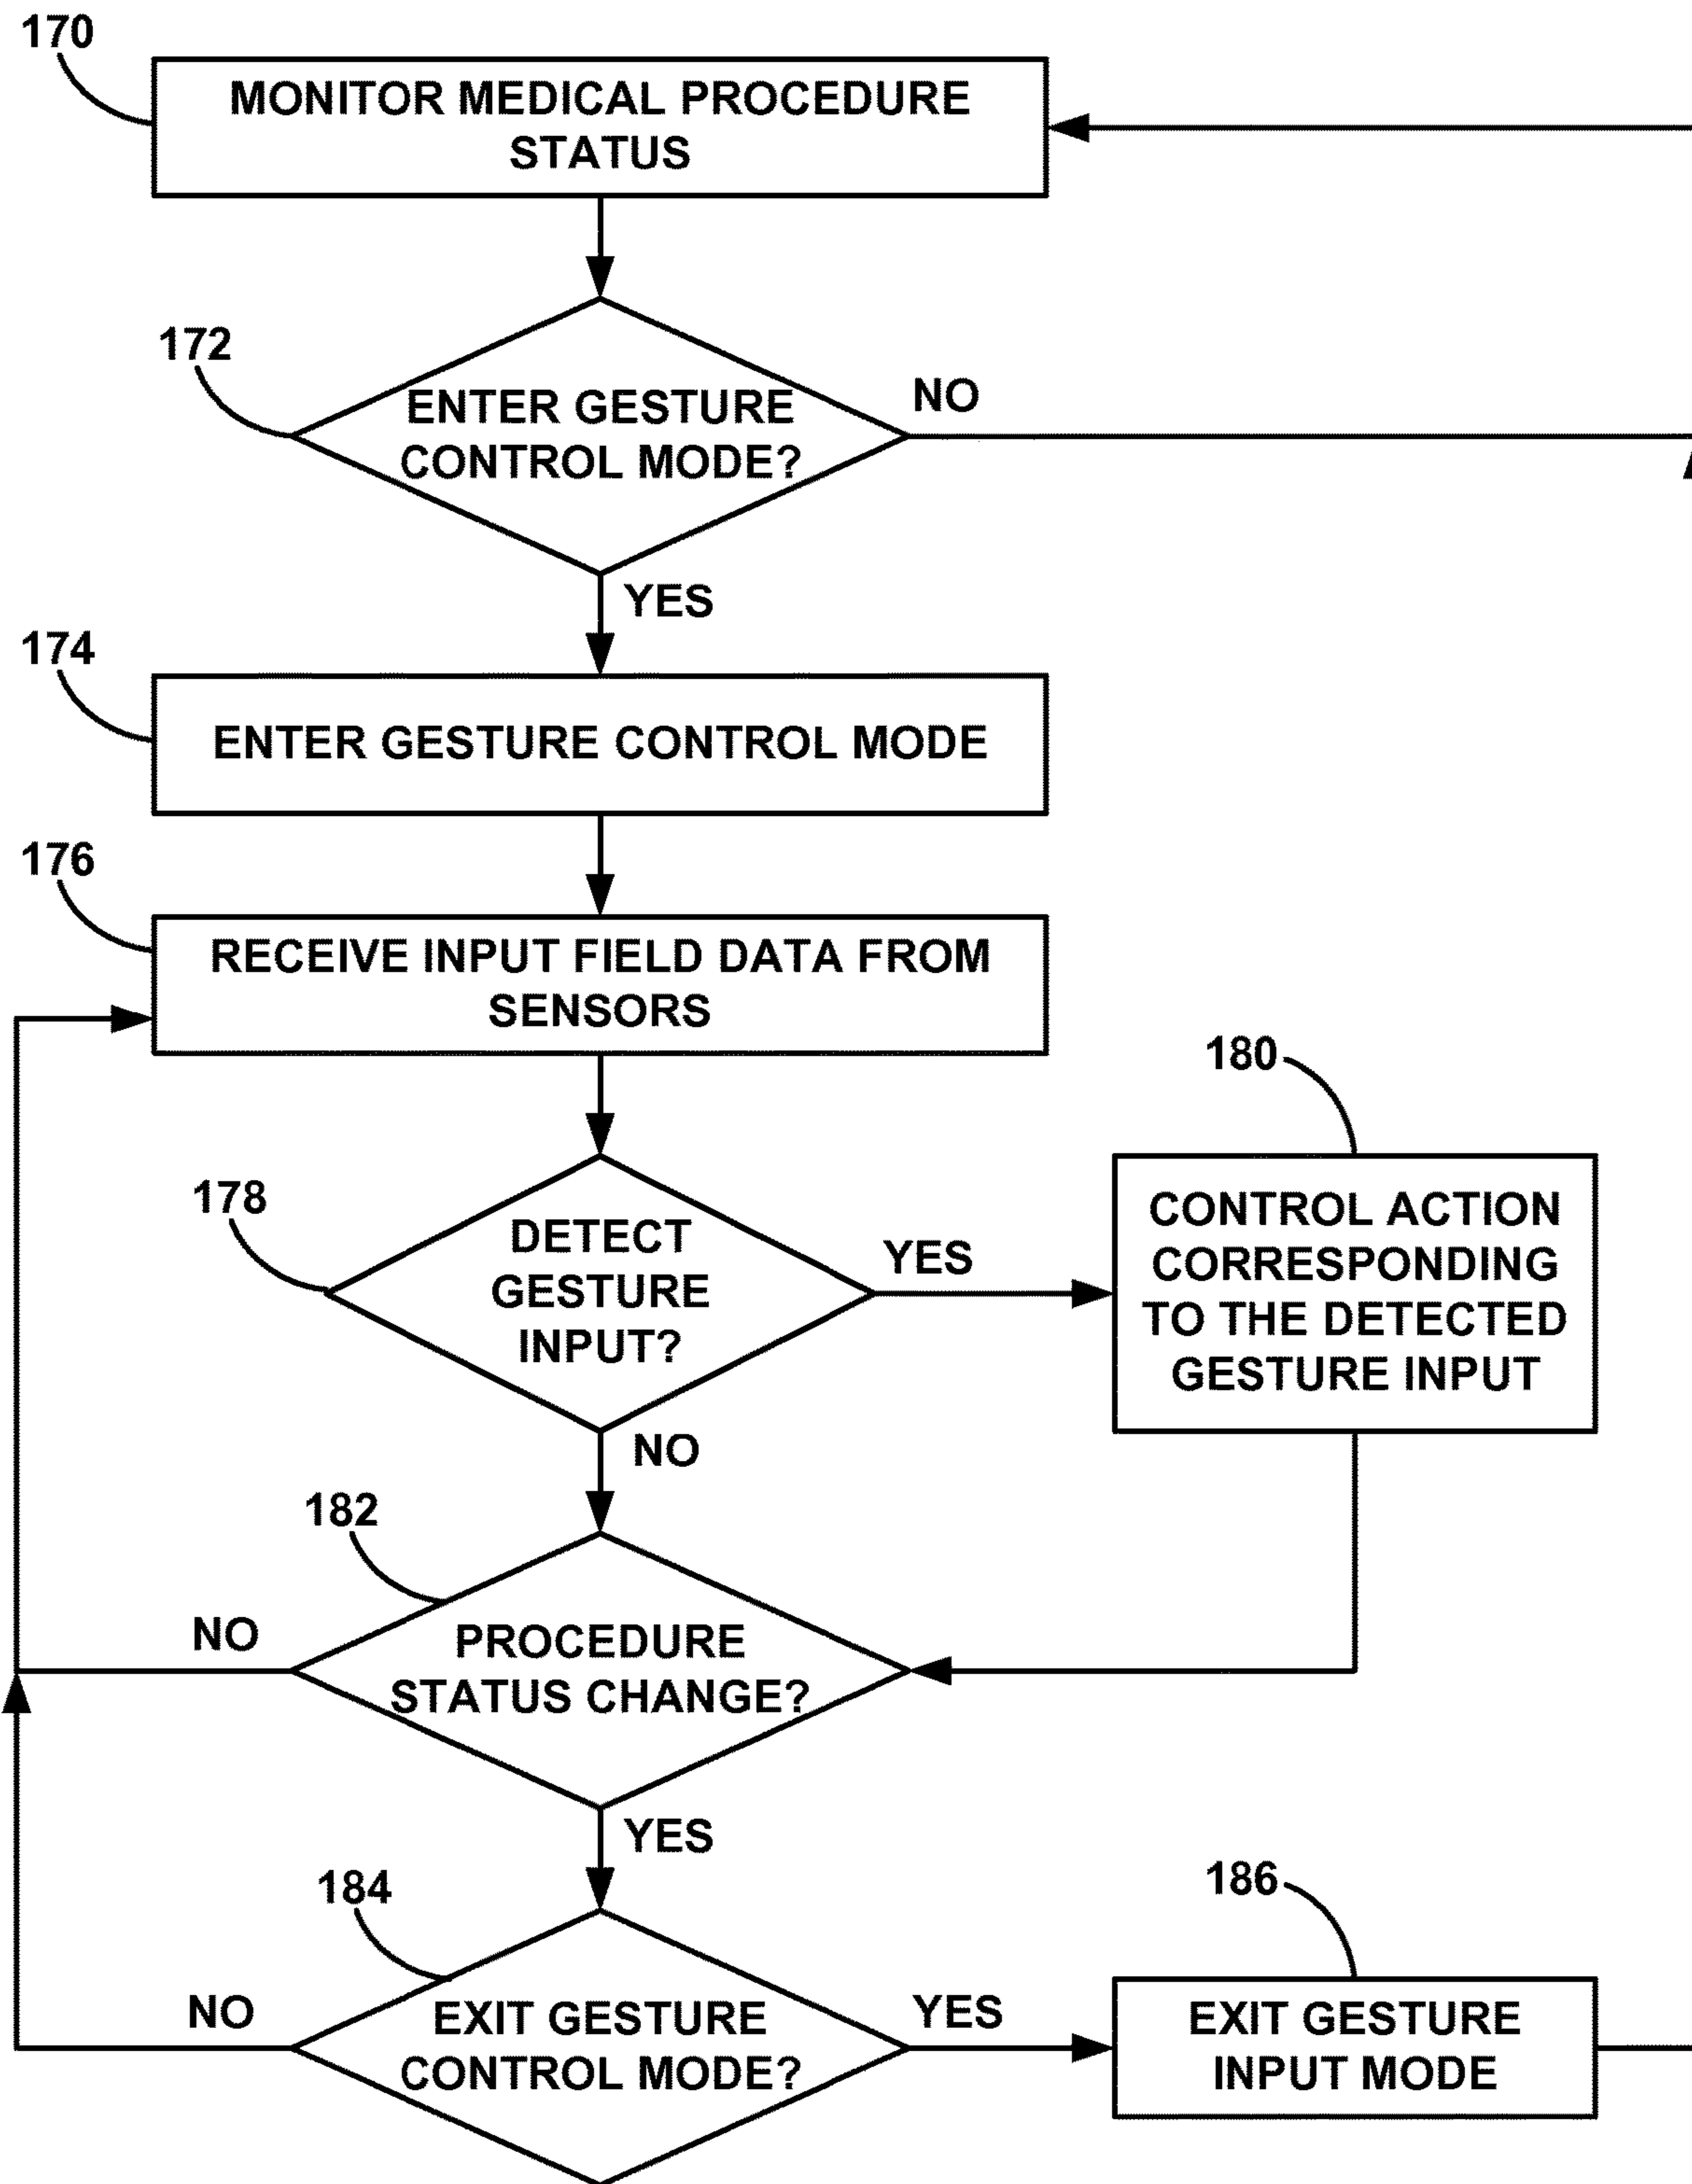 170
MONITOR MEDICAL PROCEDURE
STATUS
172
ENTER GESTURE
CONTROL MODE?
NO
YES
174
ENTER GESTURE CONTROL MODE
176
RECEIVE INPUT FIELD DATA FROM
SENSORS
178
DETECT
GESTURE
INPUT?
YES
180
CONTROL ACTION
CORRESPONDING
TO THE DETECTED
GESTURE INPUT
NO
182
NO
PROCEDURE
STATUS CHANGE?
YES
184
NO
EXIT GESTURE
CONTROL MODE?
YES
186
EXIT GESTURE
INPUT MODE